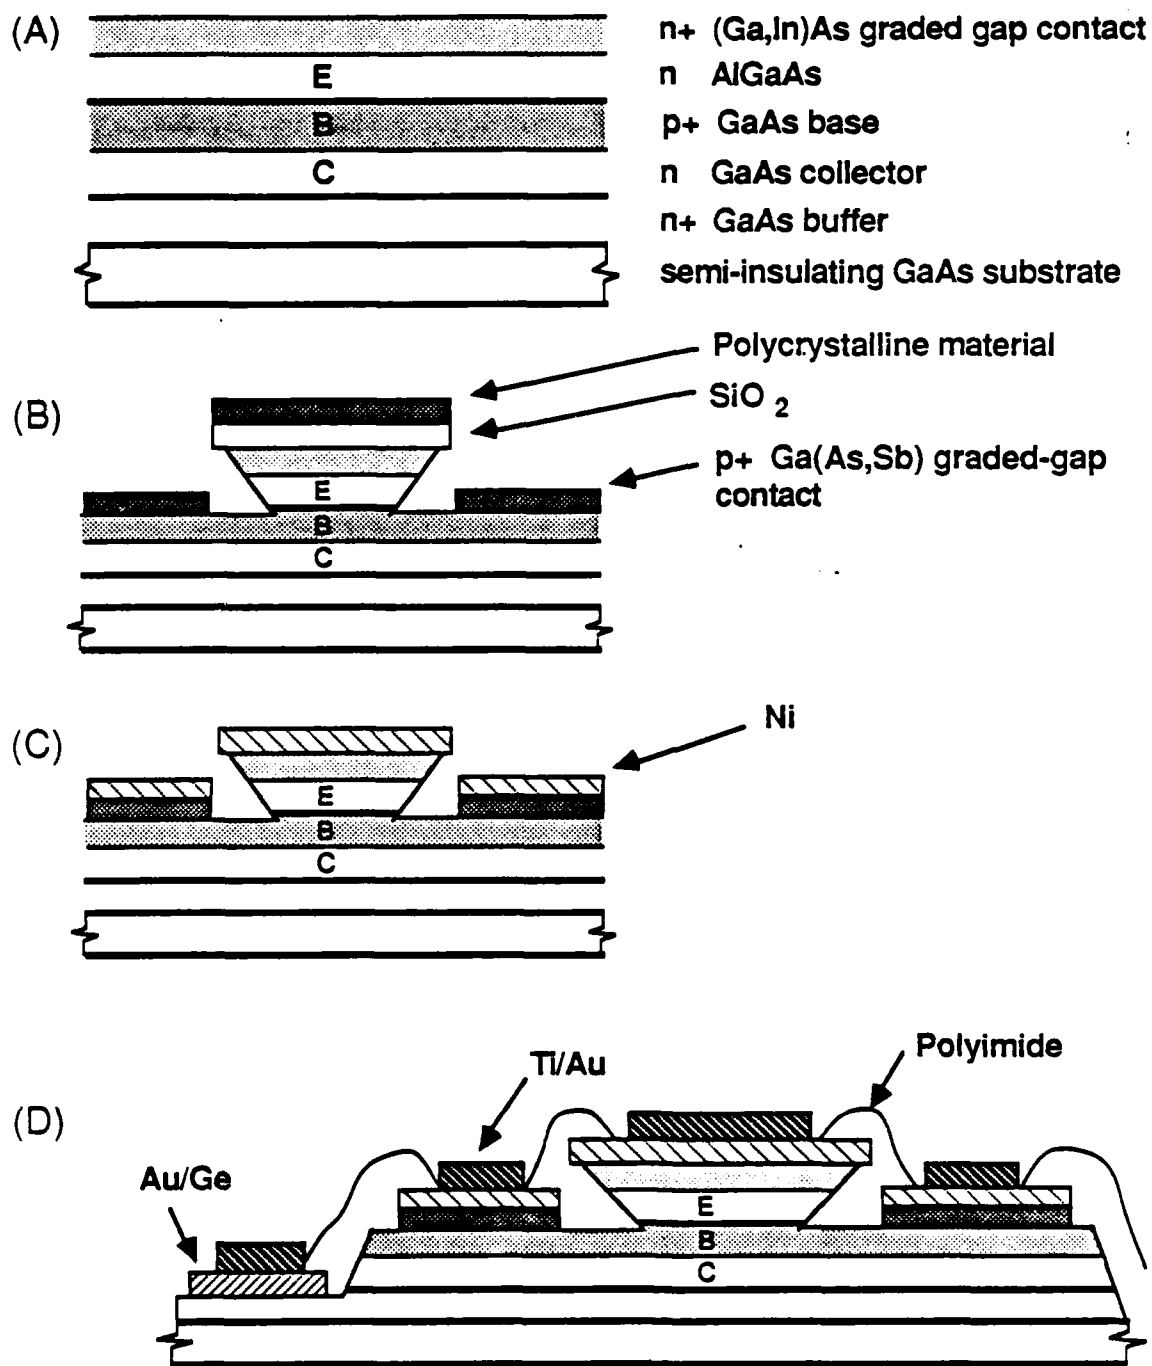 (A)
n+ (Ga,In)As graded gap contact
E
n AlGaAs
B
p+ GaAs base
C
n GaAs collector
n+ GaAs buffer
semi-insulating GaAs substrate
Polycrystalline material
(B)
SiO 2
p+ Ga(As,Sb) graded-gap
contact
E
B
C
(C)
Ni
E
B
C
Polyimide
Ti/Au
(D)
Au/Ge
E
B
C